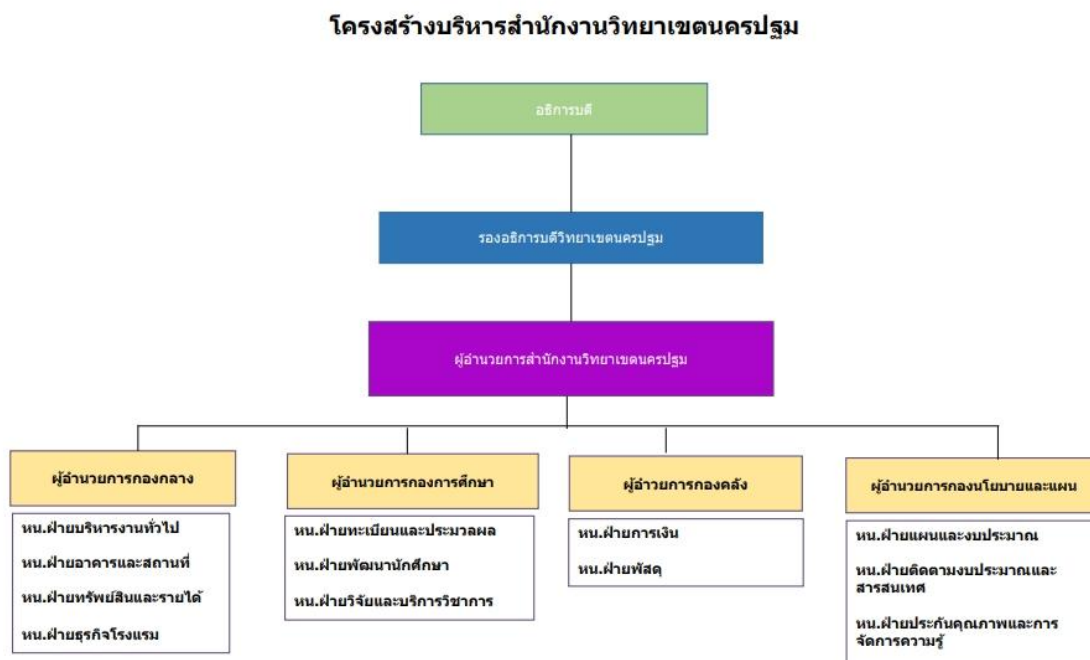 โครงสร้างบริหารสำนักงานวิทยาเขตนครปฐม
อธิการบดี
รองอธิการบดีวิทยาเขตนครปฐม
ผู้อำนวยการสำนักงานวิทยาเขตนครปฐม
ผู้อำนวยการกองกลาง
หน.ฝ่ายบริหารงานทั่วไป
หน.ฝ่ายอาคารและสถานที่
หน.ฝ่ายทรัพย์สินและรายได้
หน.ฝ่ายธุรกิจโรงแรม
ผู้อำนวยการกองการศึกษา
หน.ฝ่ายทะเบียนและประมวลผล
หน.ฝ่ายพัฒนานักศึกษา
หน.ฝ่ายวิจัยและบริการวิชาการ
ผู้อำวยการกองคลัง
หน.ฝ่ายการเงิน
หน.ฝ่ายพัสดุ
ผู้อำนวยการกองนโยบายและแผน
หน.ฝ่ายแผนและงบประมาณ
หน.ฝ่ายติดตามงบประมาณและ
สารสนเทศ
หน.ฝ่ายประกันคุณภาพและการ
จัดการความรู้